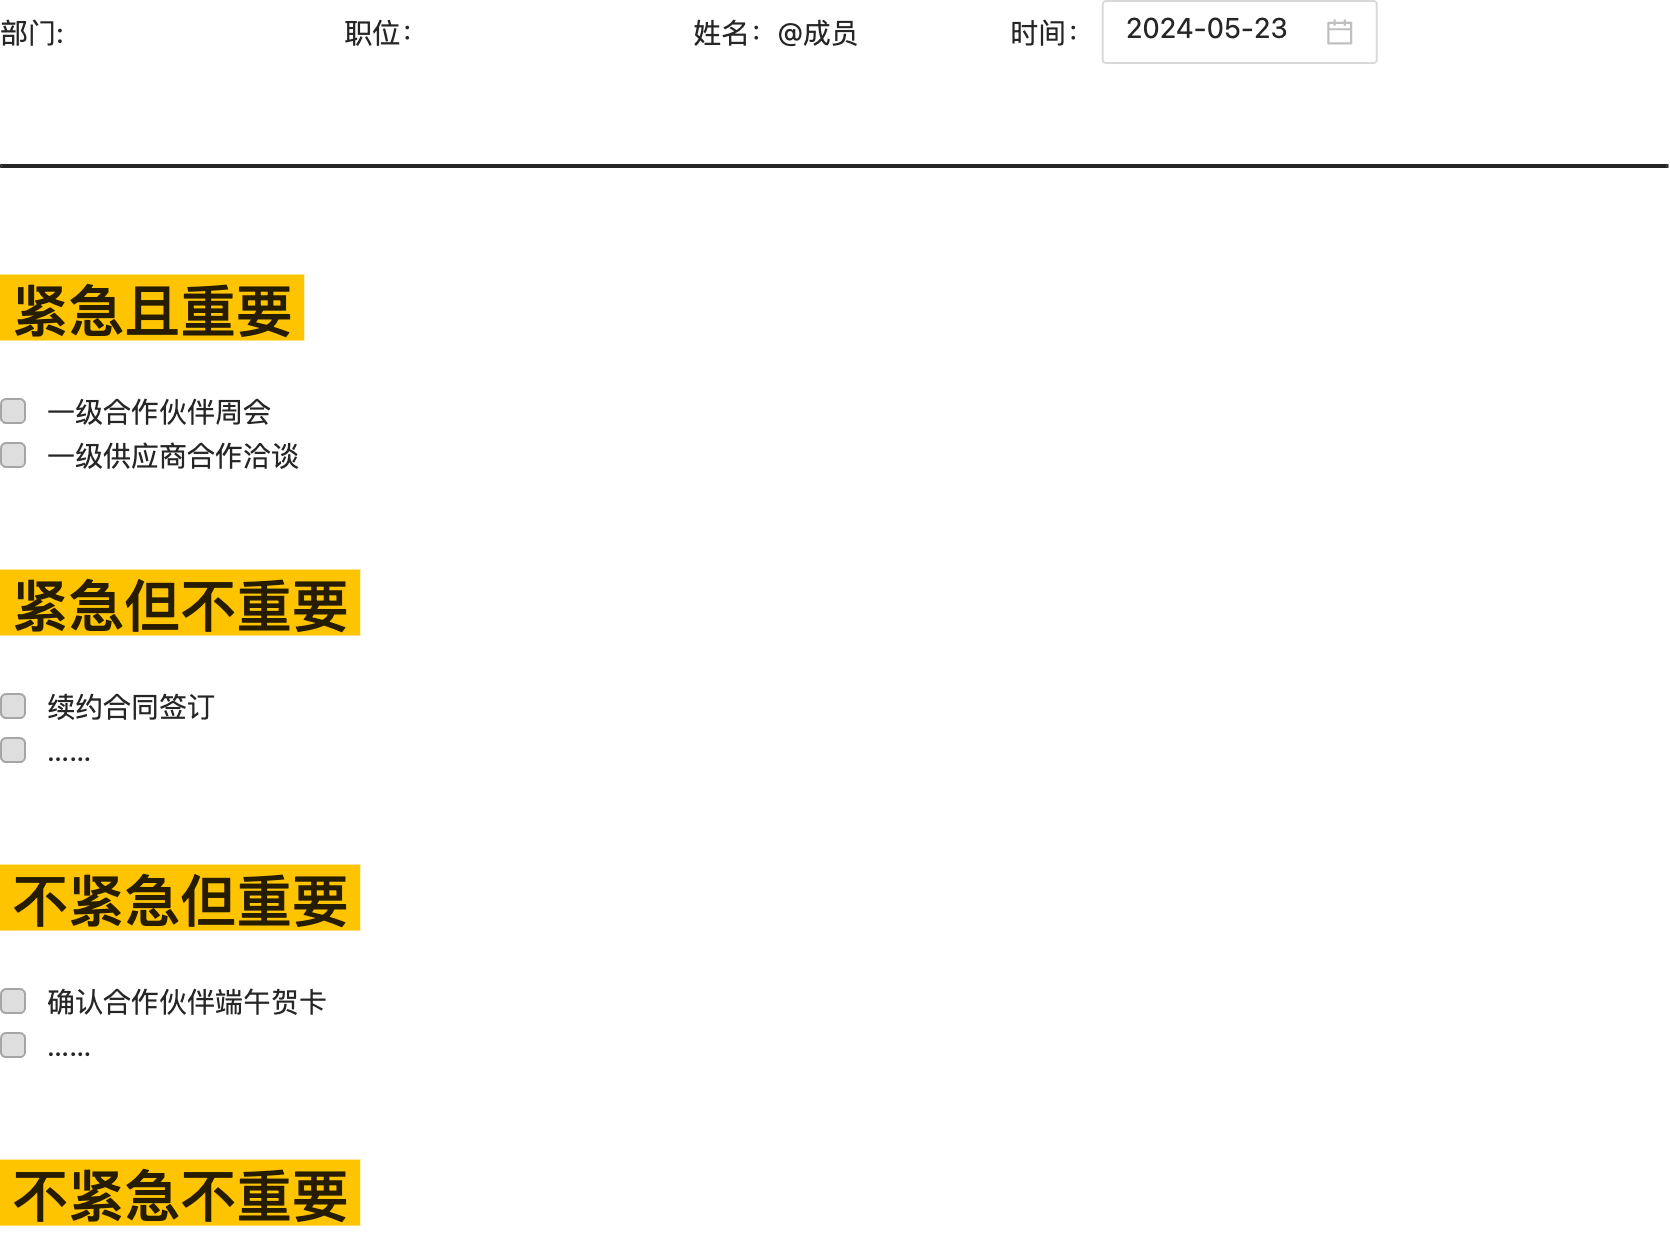 部门: 职位： 姓名：@成员 时间： 2024-05-23
紧急且重要
一级合作伙伴周会
一级供应商合作洽谈
紧急但不重要
续约合同签订
......
不紧急但重要
确认合作伙伴端午贺卡
......
不紧急不重要